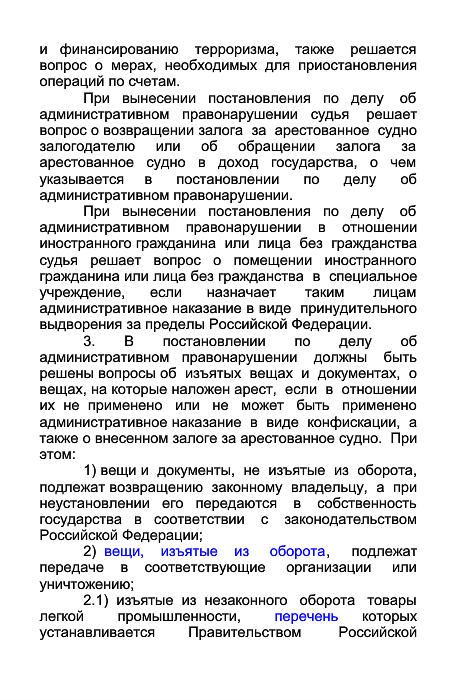 и финансированию терроризма, также решается
вопрос о мерах, необходимых для приостановления
операций по счетам.
При вынесении постановления по делу об
административном правонарушении судья решает
вопрос о возвращении залога за арестованное судно
залогодателю или об обращении залога за
арестованное судно в доход государства, о чем
указывается в постановлении по делу об
административном правонарушении.
При вынесении постановления по делу об
административном правонарушении в отношении
иностранного гражданина или лица без гражданства
судья решает вопрос о помещении иностранного
гражданина или лица без гражданства в специальное
учреждение, если назначает таким лицам
административное наказание в виде принудительного
выдворения за пределы Российской Федерации.
3. В постановлении по делу об
административном правонарушении должны быть
решены вопросы об изъятых вещах и документах, о
вещах, на которые наложен арест, если в отношении
их не применено или не может быть применено
административное наказание в виде конфискации, а
также о внесенном залоге за арестованное судно. При
этом:
1) вещи и документы, не изъятые из оборота,
подлежат возвращению законному владельцу, а при
неустановлении его передаются в собственность
государства в соответствии с законодательством
Российской Федерации;
2) вещи, изъятые из оборота, подлежат
передаче в соответствующие организации или
уничтожению;
2.1) изъятые из незаконного оборота товары
легкой промышленности, перечень которых
устанавливается Правительством Российской